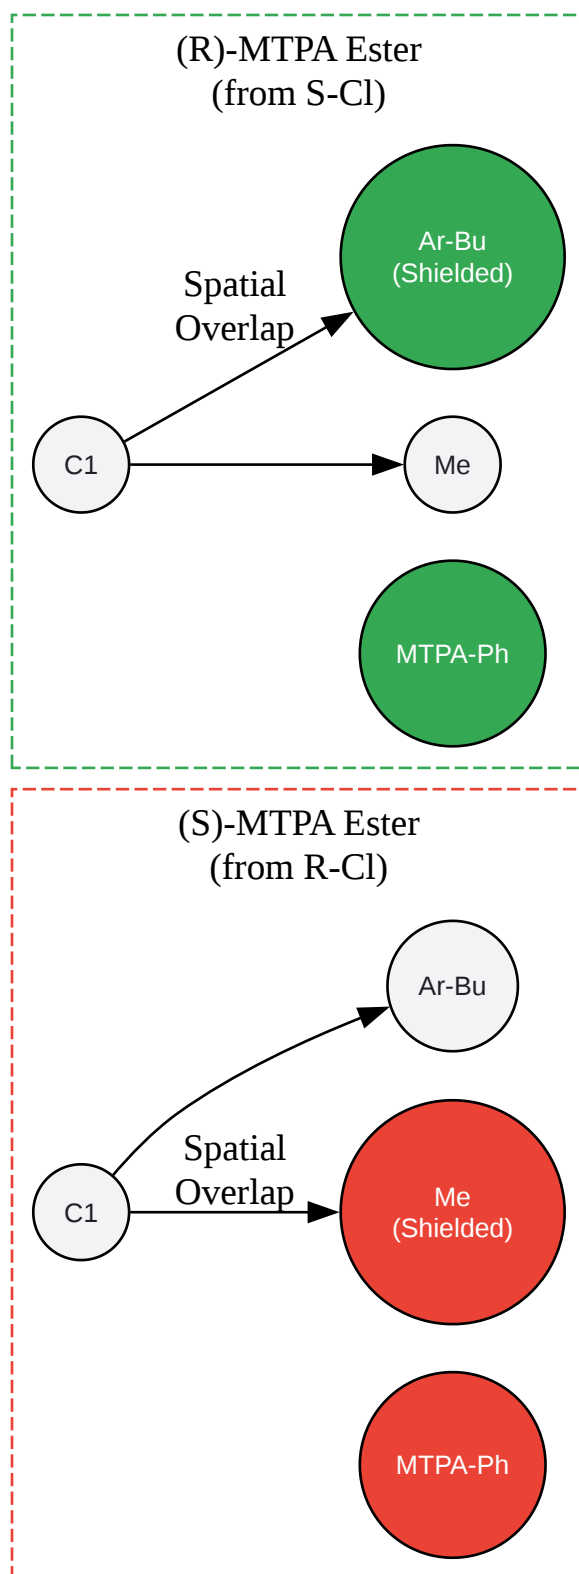 (R)-MTPA Ester
(from S-Cl)
Ar-Bu
(Shielded)
Spatial
Overlap
C1
Me
MTPA-Ph
(S)-MTPA Ester
(from R-Cl)
Ar-Bu
Spatial
Overlap
C1
Me
(Shielded)
MTPA-Ph